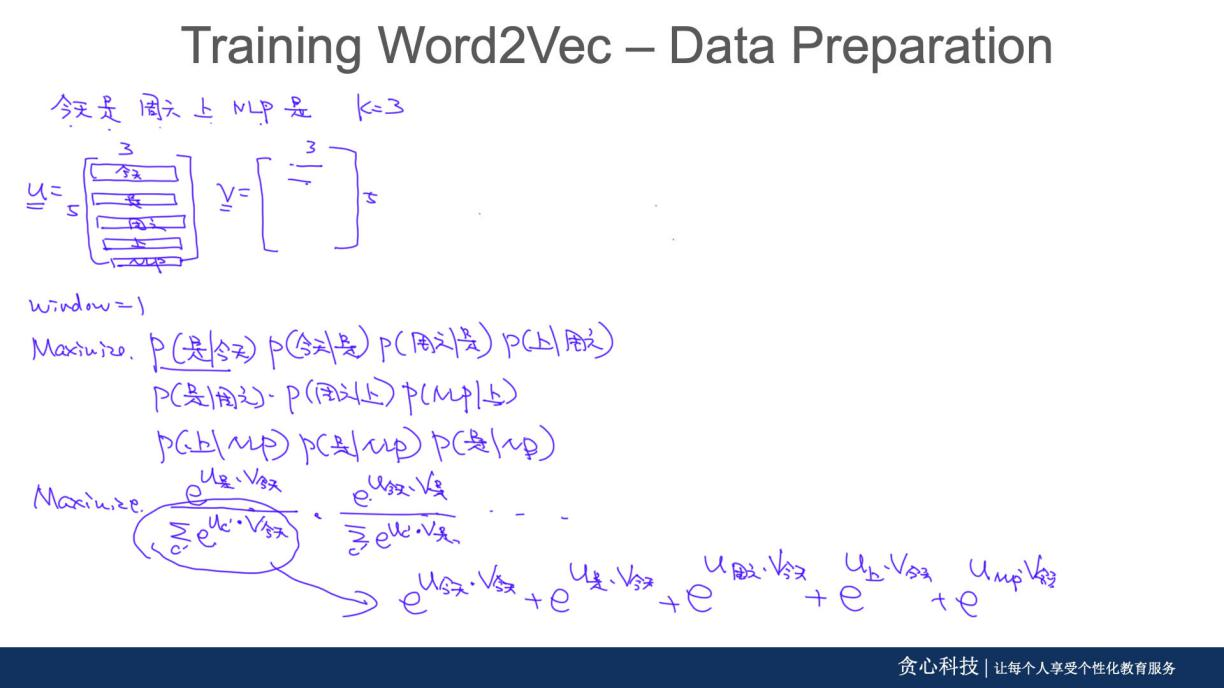 Training Word2Vec – Data Preparation
今天是 周六 上 NLP 是 K=3
3 3
今天
U= 是 V= 5
5 周六
上
NLP
window=1
Maximize. P(是|今天) P(今天|是) P(周六|是) P(上|周六)
P(是|周六)· P(周六|上) P(NLP|上)
P(上|NLP) P(是|NLP) P(是|NLP)
Maximize. e^{U是·V今天} / Σ_{c'} e^{U_{c'}·V今天} · e^{U今天·V是} / Σ_{c'} e^{U_{c'}·V是} · - - -
e^{U今天·V今天} + e^{U是·V今天} + e^{U周六·V今天} + e^{U上·V今天} + e^{UNLP·V今天}
贪心科技 | 让每个人享受个性化教育服务